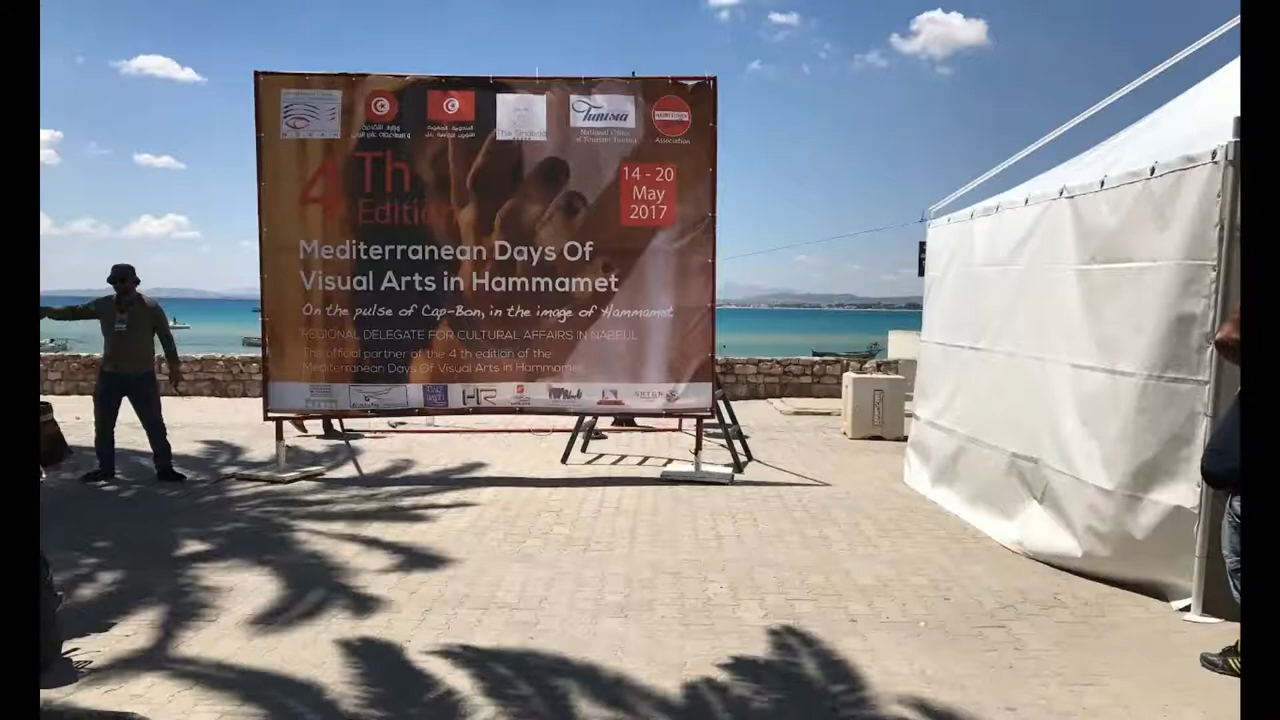 Tunisia
National Office
of Tourism Tunisia
Association
4 Th
Edition
14 - 20
May
2017
Mediterranean Days Of
Visual Arts in Hammamet
On the pulse of Cap-Bon, in the image of Hammamet
REGIONAL DELEGATE FOR CULTURAL AFFAIRS IN NABEUL
The official partner of the 4 th edition of the
Mediterranean Days Of Visual Arts in Hammamet
HR